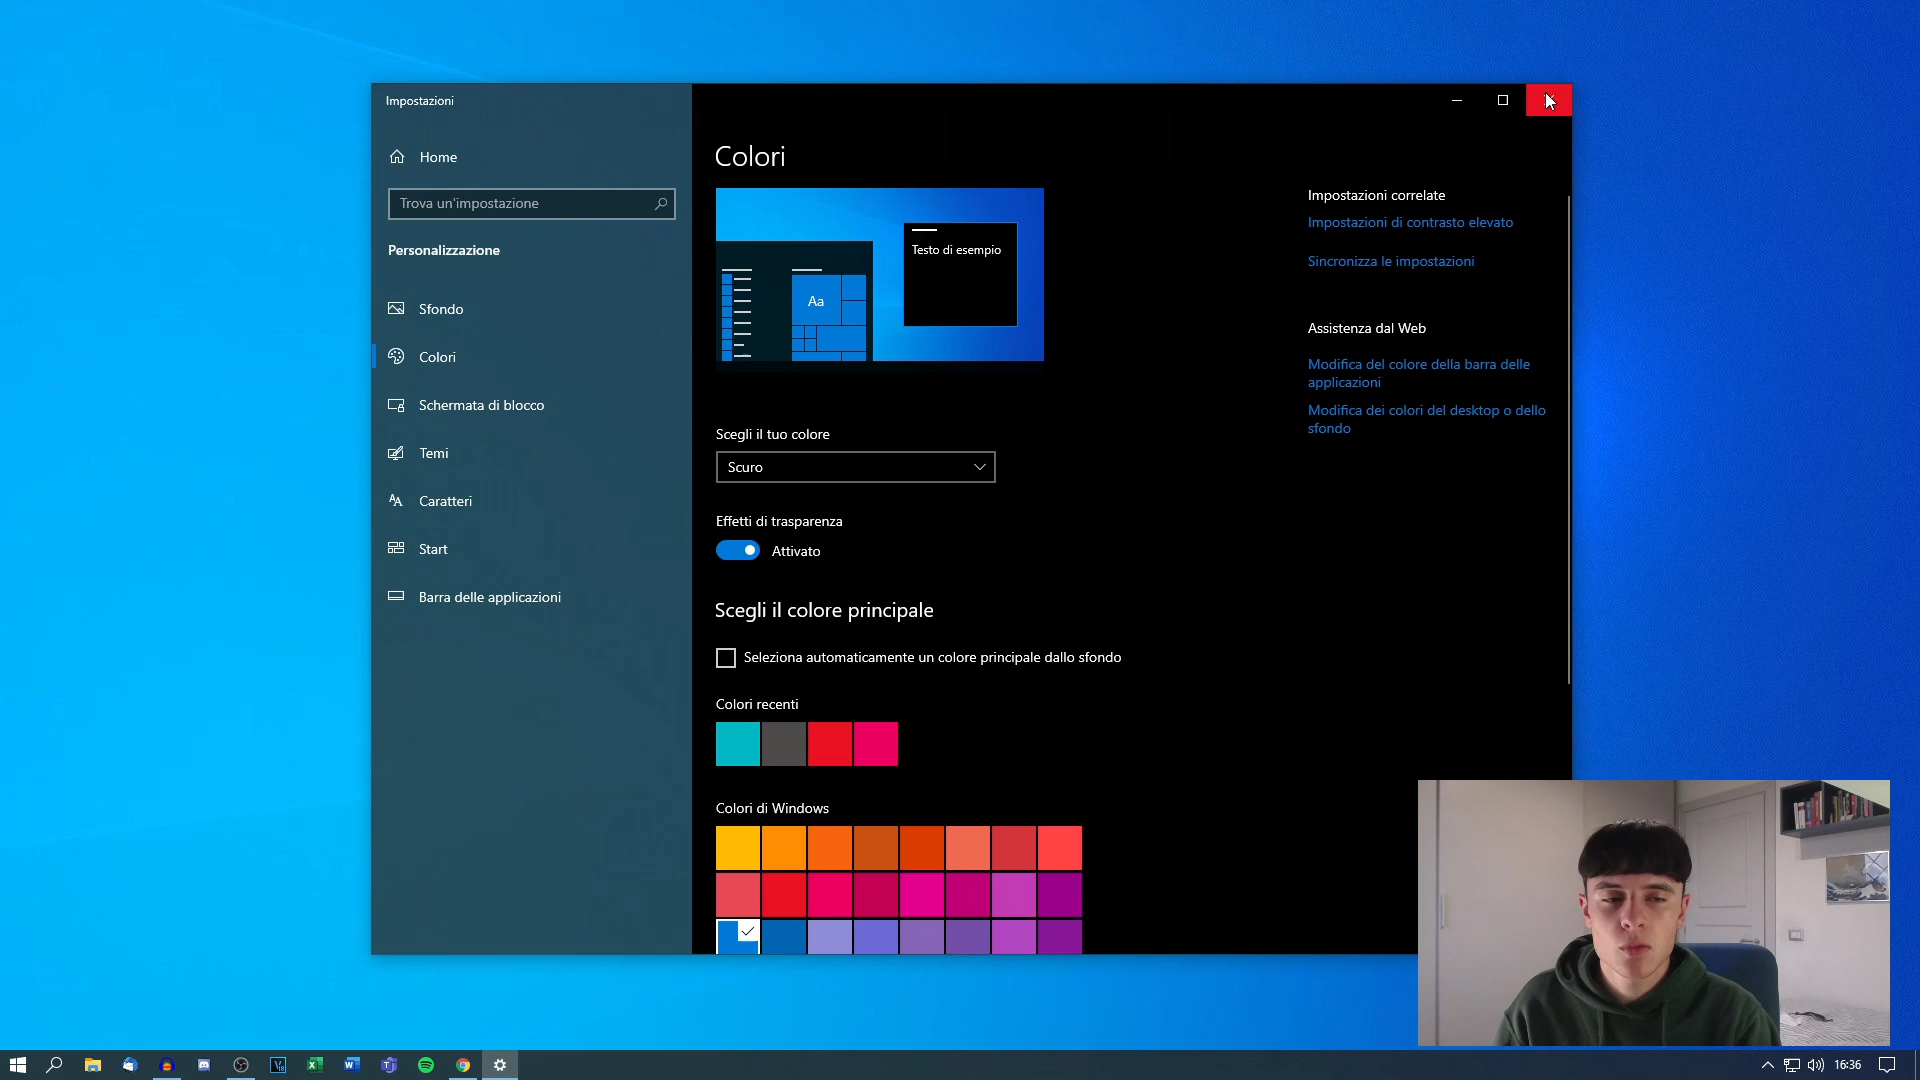 Impostazioni
Home
Trova un'impostazione
Personalizzazione
Sfondo
Colori
Schermata di blocco
Temi
Caratteri
Start
Barra delle applicazioni
Colori
Testo di esempio
Aa
Scegli il tuo colore
Scuro
Effetti di trasparenza
Attivato
Scegli il colore principale
Seleziona automaticamente un colore principale dallo sfondo
Colori recenti
Colori di Windows
Impostazioni correlate
Impostazioni di contrasto elevato
Sincronizza le impostazioni
Assistenza dal Web
Modifica del colore della barra delle
applicazioni
Modifica dei colori del desktop o dello
sfondo
16:36